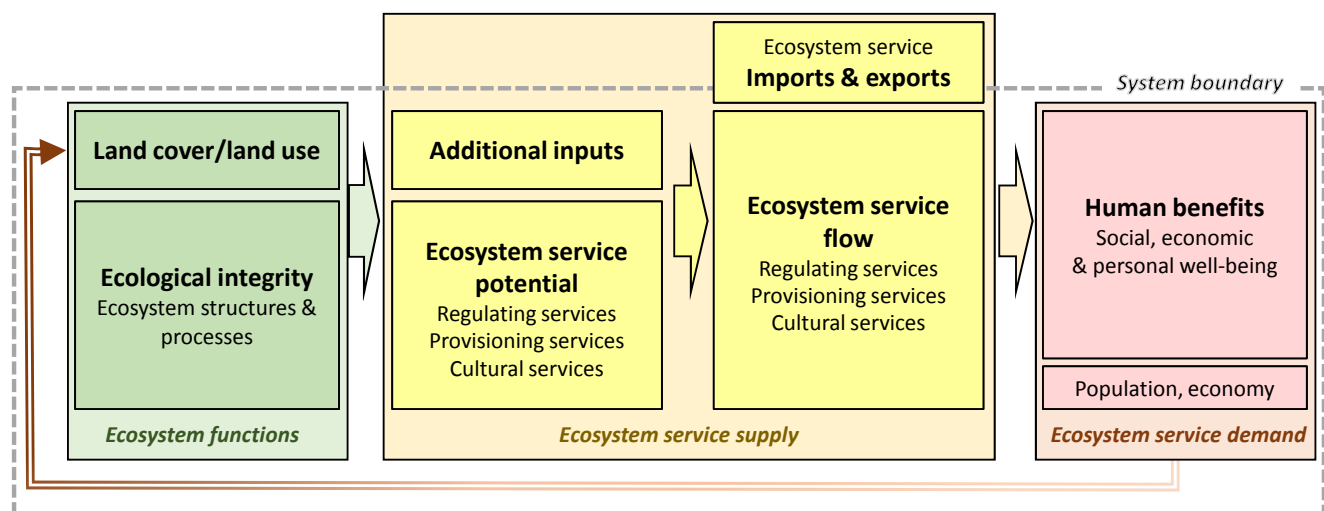 Ecosystem service
Imports & exports
System boundary
Land cover/land use
Ecological integrity
Ecosystem structures &
processes
Ecosystem functions
Additional inputs
Ecosystem service
potential
Regulating services
Provisioning services
Cultural services
Ecosystem service
flow
Regulating services
Provisioning services
Cultural services
Ecosystem service supply
Human benefits
Social, economic
& personal well-being
Population, economy
Ecosystem service demand